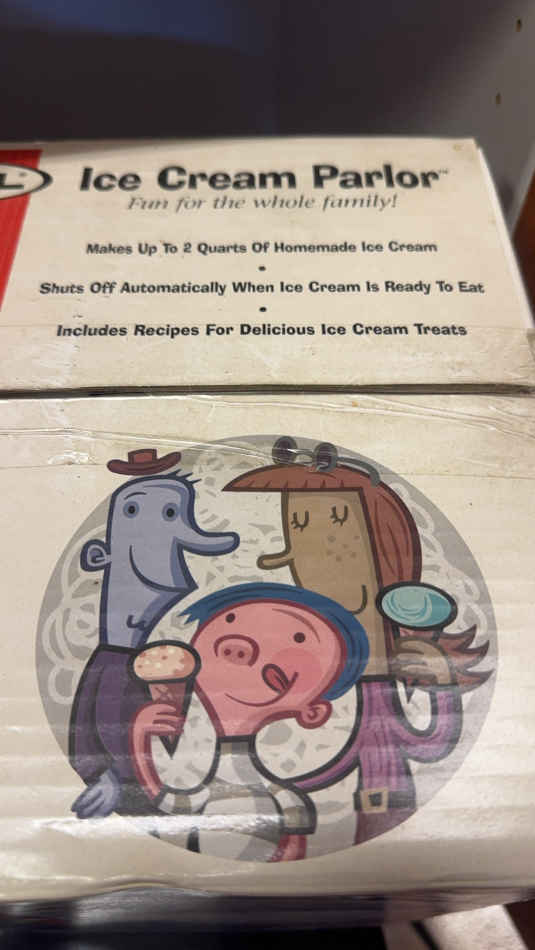 Ice Cream Parlor™
Fun for the whole family!
Makes Up To 2 Quarts Of Homemade Ice Cream
•
Shuts Off Automatically When Ice Cream Is Ready To Eat
•
Includes Recipes For Delicious Ice Cream Treats